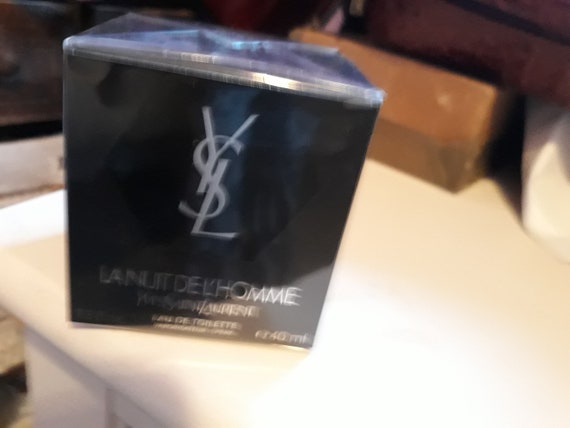 YSL
LA NUIT DE L'HOMME
YVES SAINT LAURENT
EAU DE TOILETTE
℮ 40 ml